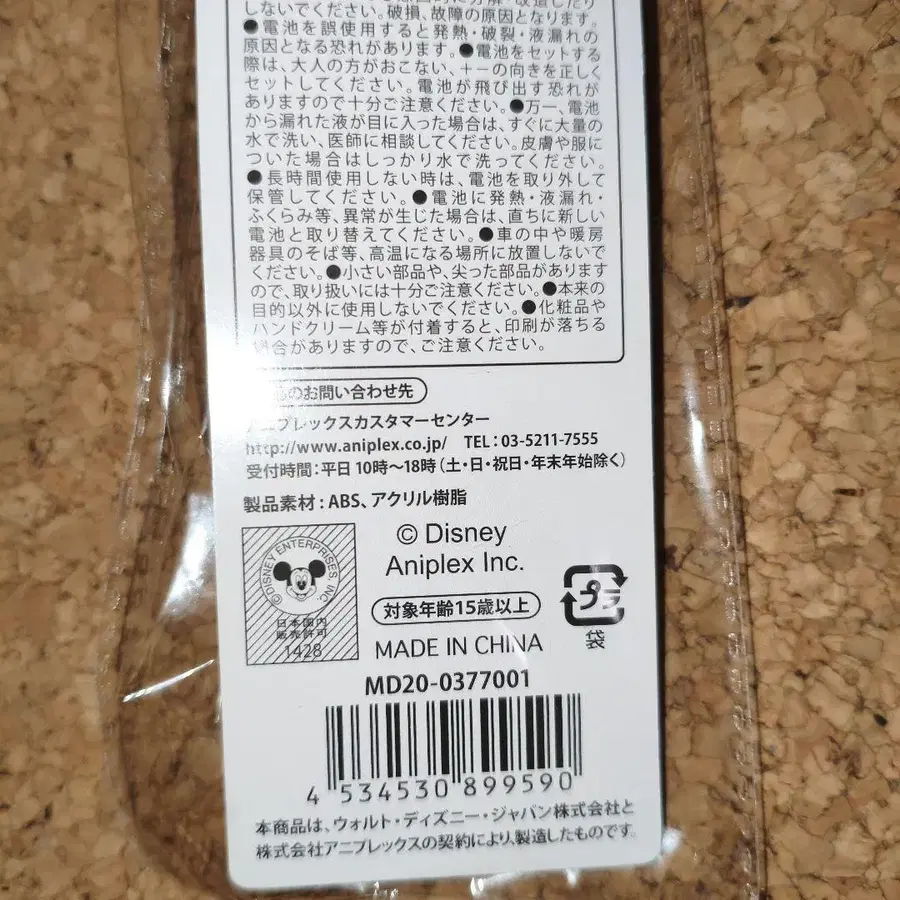 しないでください。破損、故障の原因となります。
●電池を誤使用すると発熱・破裂・液漏れの
原因となる恐れがあります。●電池をセットする
際は、大人の方がおこない、＋－の向きを正しく
セットしてください。電池が飛び出す恐れが
ありますので十分ご注意ください。●万一、電池
から漏れた液が目に入った場合は、すぐに大量の
水で洗い、医師に相談してください。皮膚や服に
ついた場合はしっかり水で洗ってください。
●長時間使用しない時は、電池を取り外して
保管してください。●電池に発熱・液漏れ・
ふくらみ等、異常が生じた場合は、直ちに新しい
電池と取り替えてください。●車の中や暖房
器具のそば等、高温になる場所に放置しないで
ください。●小さい部品や、尖った部品があります
ので、取り扱いには十分ご注意ください。●本来の
目的以外に使用しないでください。●化粧品や
ハンドクリーム等が付着すると、印刷が落ちる
場合がありますので、ご注意ください。
のお問い合わせ先
アニプレックスカスタマーセンター
http://www.aniplex.co.jp/ TEL：03-5211-7555
受付時間：平日 10時～18時（土・日・祝日・年末年始除く）
製品素材：ABS、アクリル樹脂
© Disney
Aniplex Inc.
©DISNEY ENTERPRISES INC.
日本国内
販売許可
1428
対象年齢15歳以上
プラ
袋
MADE IN CHINA
MD20-0377001
4 534530 899590
本商品は、ウォルト・ディズニー・ジャパン株式会社と
株式会社アニプレックスの契約により、製造したものです。